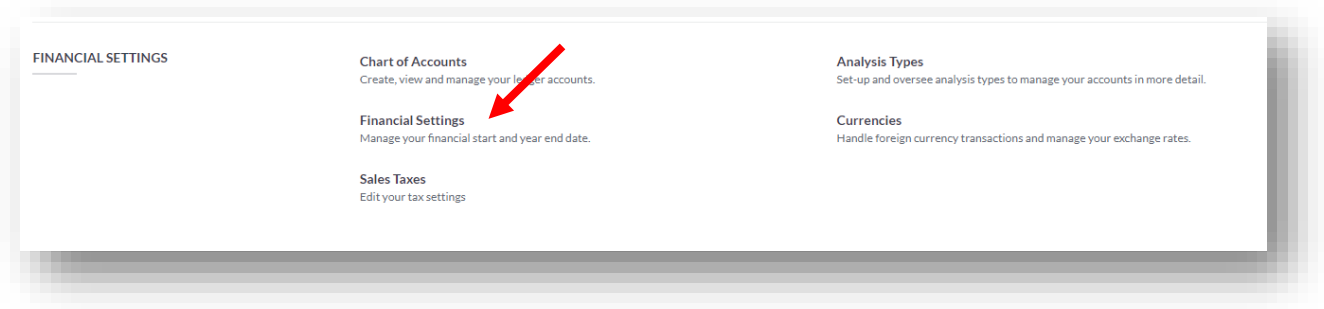 FINANCIAL SETTINGS
Chart of Accounts
Create, view and manage your ledger accounts.
Financial Settings
Manage your financial start and year end date.
Sales Taxes
Edit your tax settings
Analysis Types
Set-up and oversee analysis types to manage your accounts in more detail.
Currencies
Handle foreign currency transactions and manage your exchange rates.